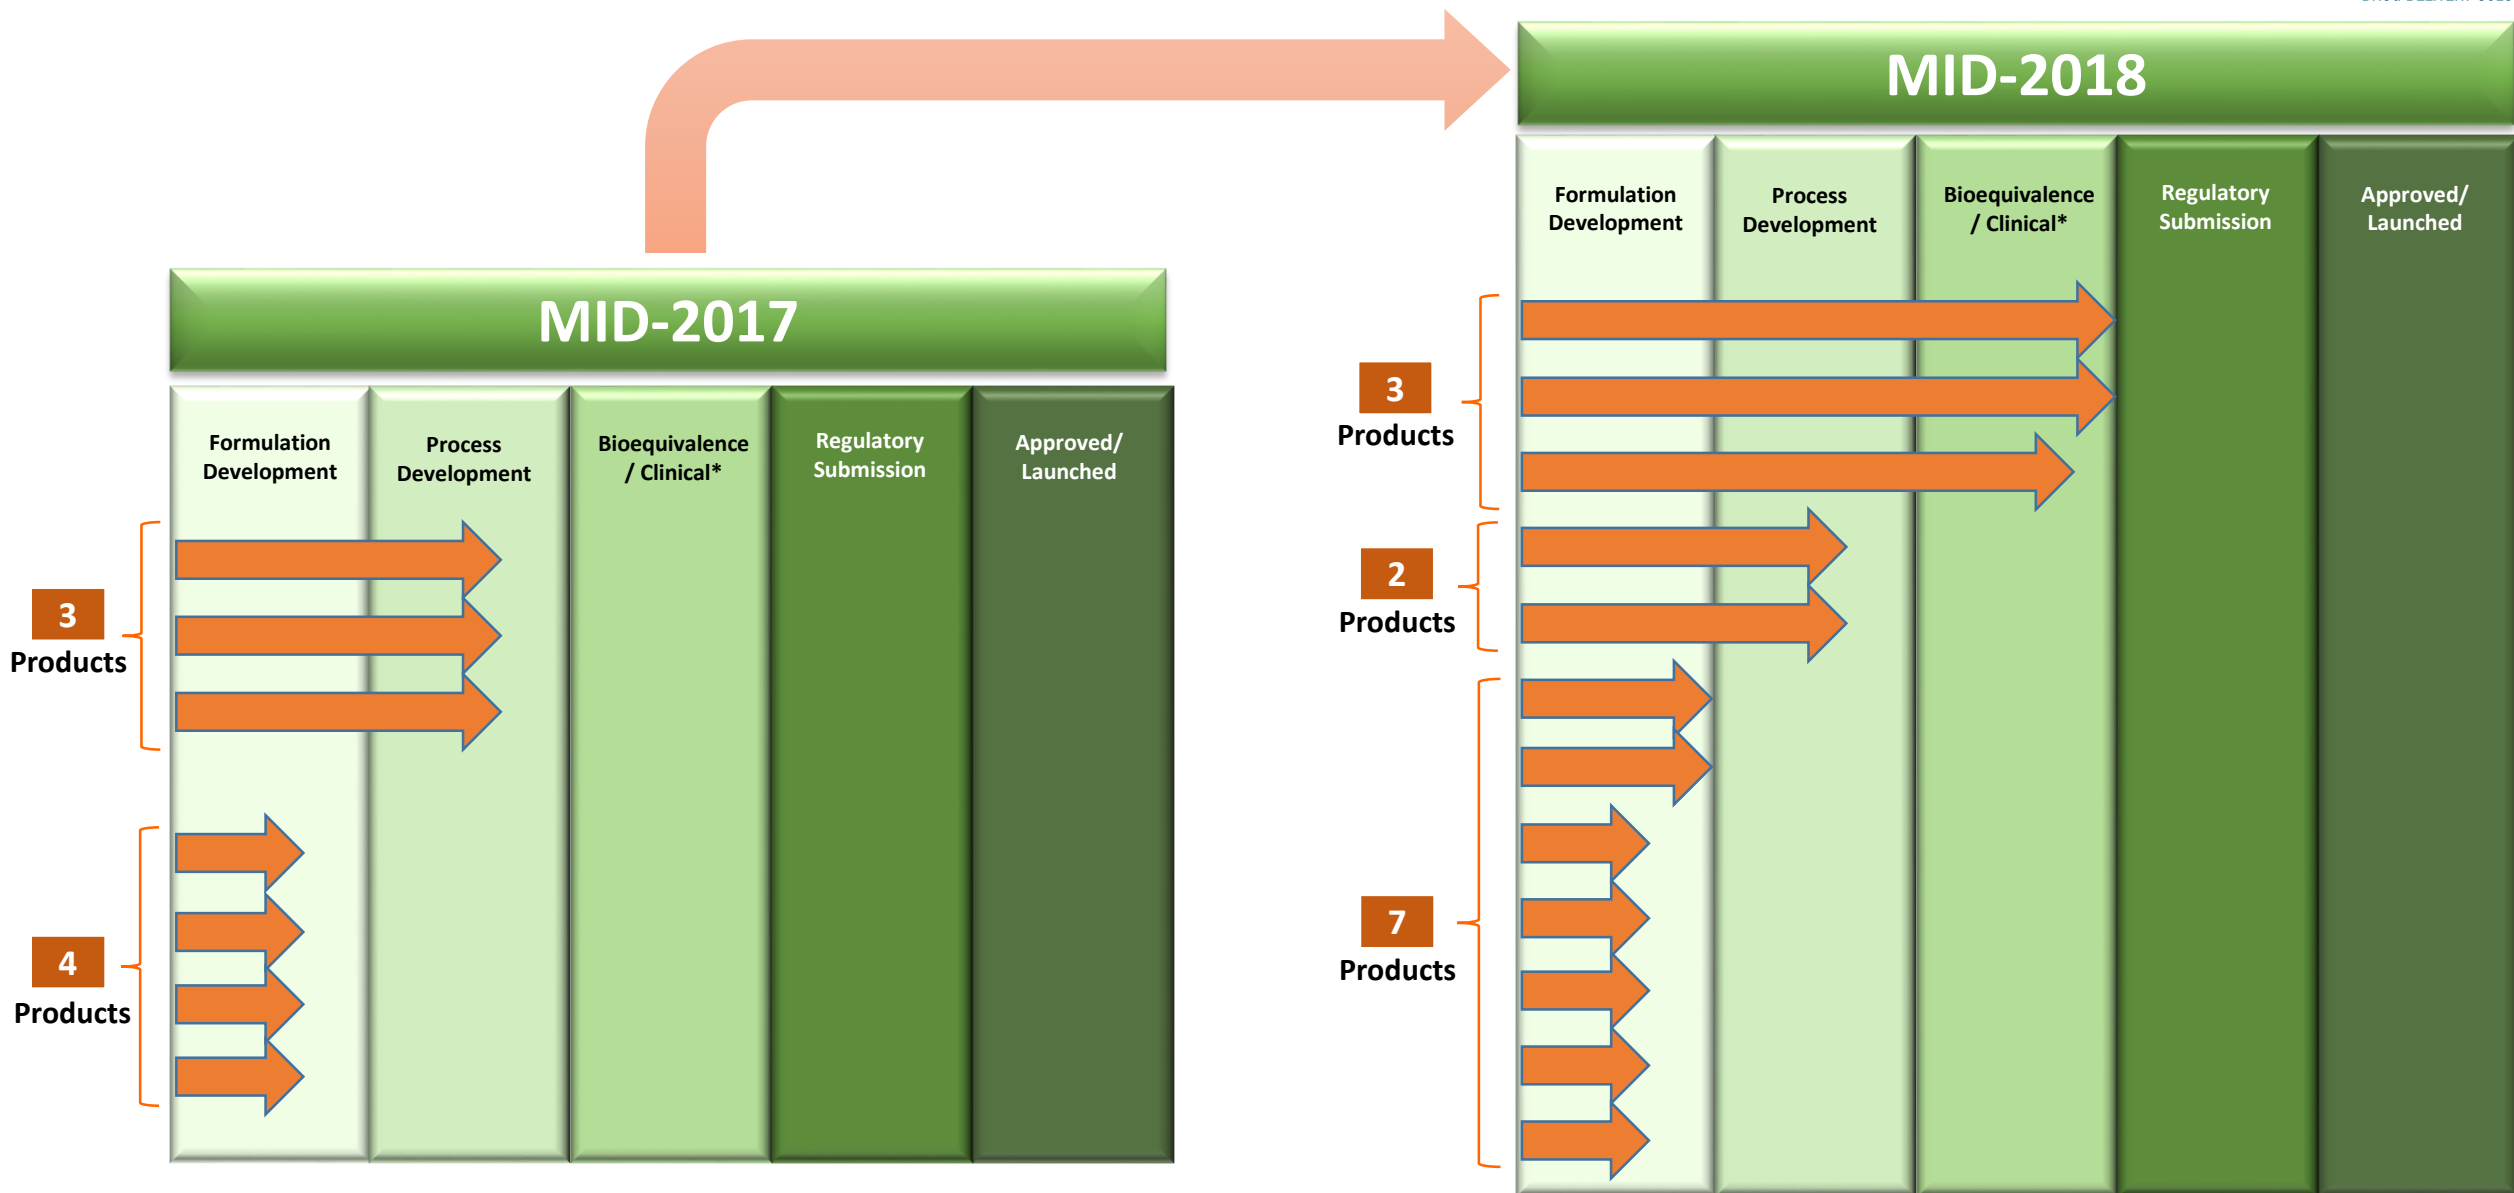 MID-2018
Formulation
Development
Process
Development
Bioequivalence
/ Clinical*
Regulatory
Submission
Approved/
Launched
3
Products
2
Products
7
Products
MID-2017
Formulation
Development
Process
Development
Bioequivalence
/ Clinical*
Regulatory
Submission
Approved/
Launched
3
Products
4
Products